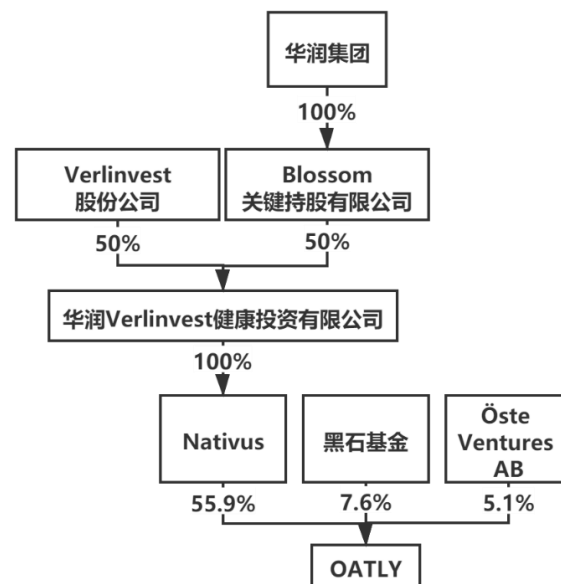 华润集团
100%
Verlinvest
股份公司
Blossom
关键持股有限公司
50%
50%
华润Verlinvest健康投资有限公司
100%
Nativus
黑石基金
Öste
Ventures
AB
55.9%
7.6%
5.1%
OATLY